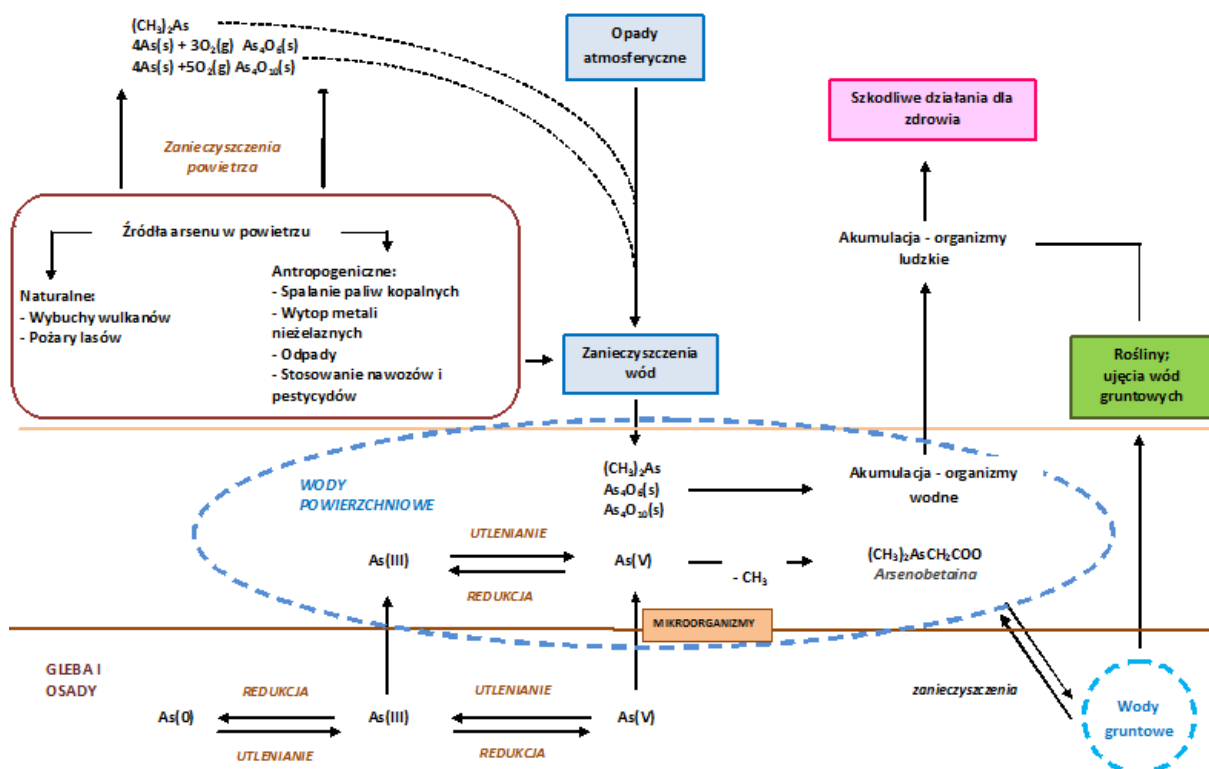 (CH₃)₂As
4As(s) + 3O₂(g) As₄O₆(s)
4As(s) +5O₂(g) As₄O₁₀(s)
Opady
atmosferyczne
Szkodliwe działania dla
zdrowia
Zanieczyszczenia
powietrza
Źródła arsenu w powietrzu
Naturalne:
- Wybuchy wulkanów
- Pożary lasów
Antropogeniczne:
- Spalanie paliw kopalnych
- Wytop metali
nieżelaznych
- Odpady
- Stosowanie nawozów i
pestycydów
Zanieczyszczenia
wód
Akumulacja - organizmy
ludzkie
Rośliny;
ujęcia wód
gruntowych
WODY
POWIERZCHNIOWE
(CH₃)₂As
As₄O₆(s)
As₄O₁₀(s)
Akumulacja - organizmy
wodne
As(III)
UTLENIANIE
REDUKCJA
As(V)
- CH₃
(CH₃)₂AsCH₂COO
Arsenobetaina
MIKROORGANIZMY
GLEBA I
OSADY
As(0)
REDUKCJA
UTLENIANIE
As(III)
UTLENIANIE
REDUKCJA
As(V)
zanieczyszczenia
Wody
gruntowe